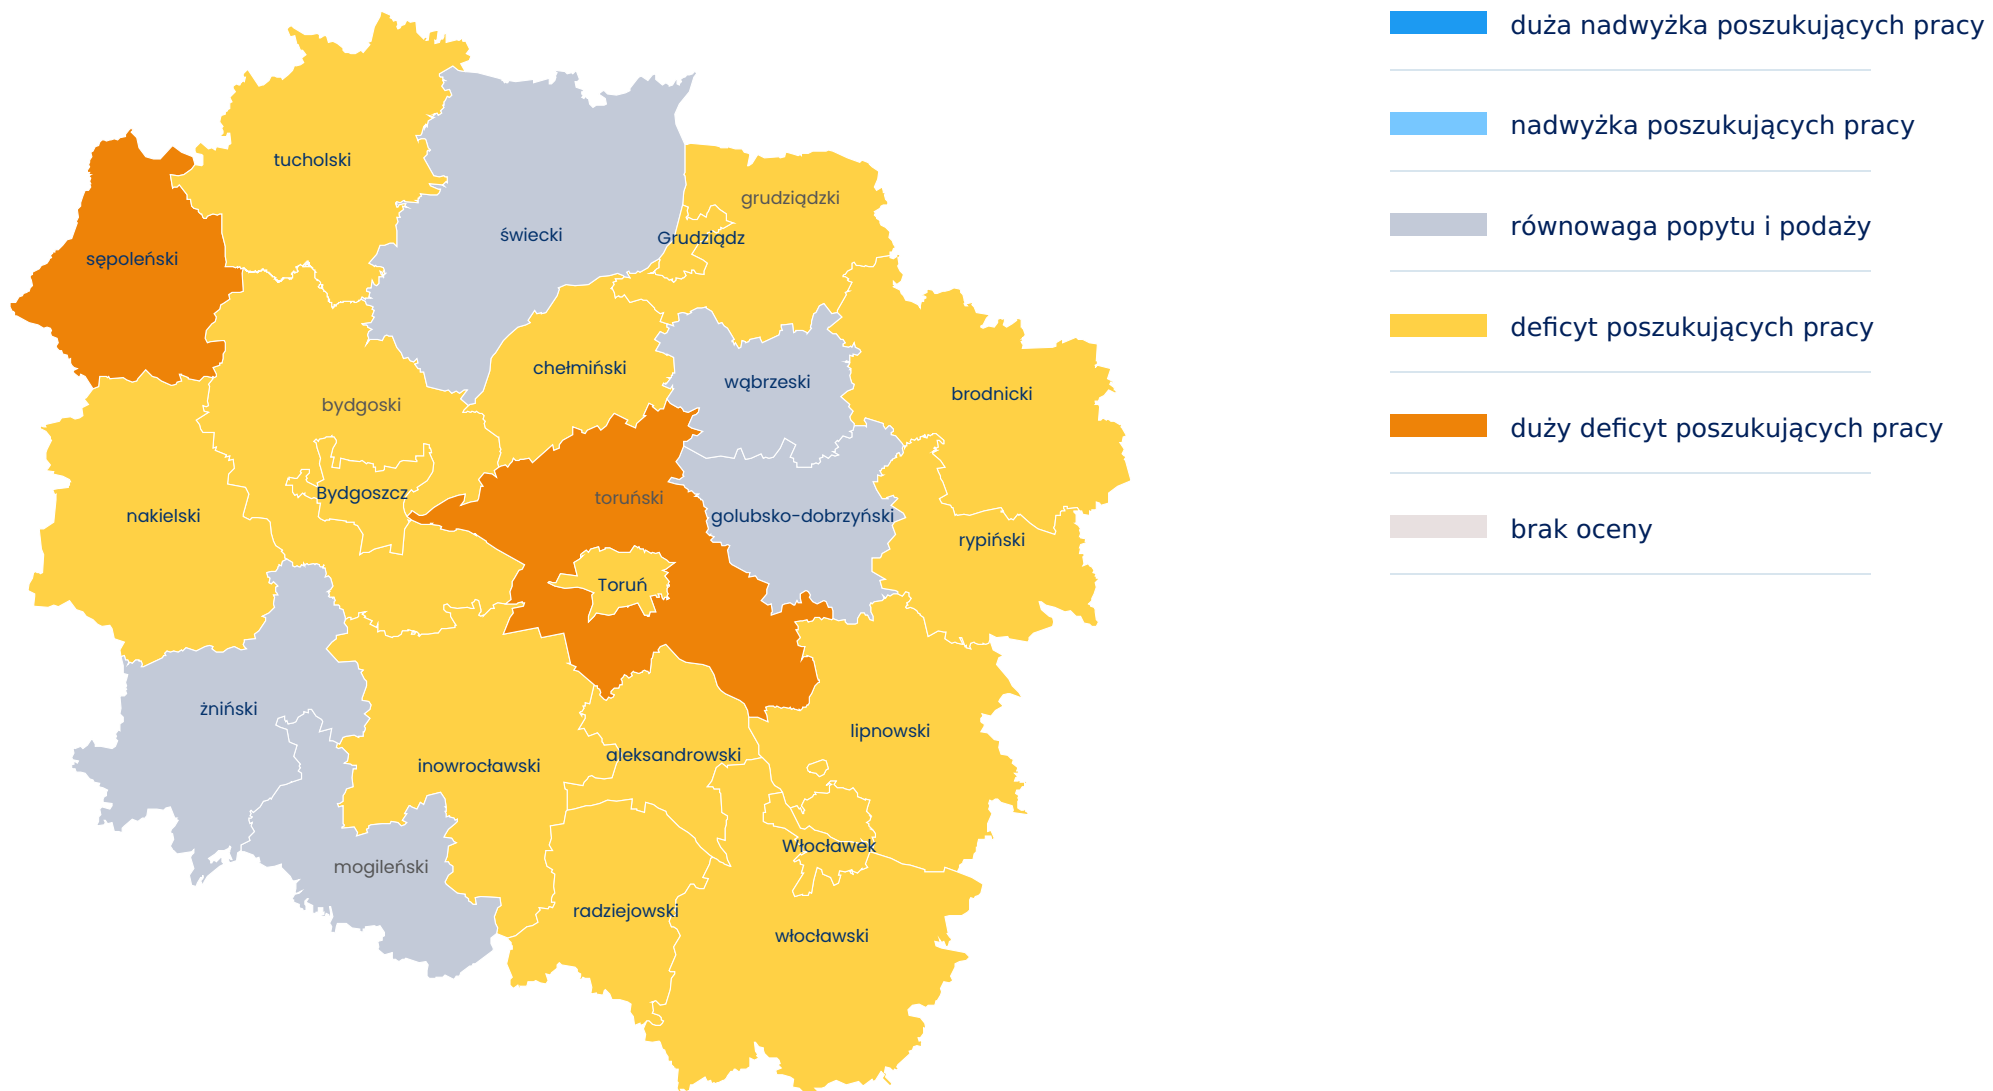 duża nadwyżka poszukujących pracy
nadwyżka poszukujących pracy
równowaga popytu i podaży
deficyt poszukujących pracy
duży deficyt poszukujących pracy
brak oceny
tucholski
grudziądzki
świecki
Grudziądz
sępoleński
chełmiński
wąbrzeski
brodnicki
bydgoski
Bydgoszcz
toruński
nakielski
golubsko-dobrzyński
rypiński
Toruń
żniński
lipnowski
aleksandrowski
inowrocławski
Włocławek
mogileński
radziejowski
włocławski